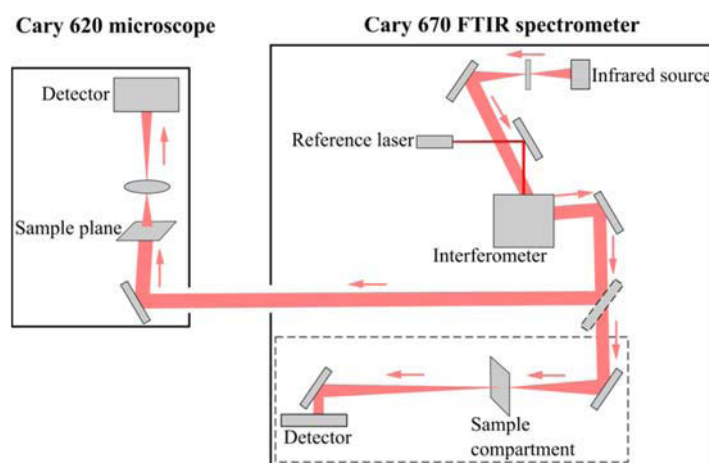 Cary 620 microscope
Cary 670 FTIR spectrometer
Detector
Sample plane
Infrared source
Reference laser
Interferometer
Detector
Sample
compartment